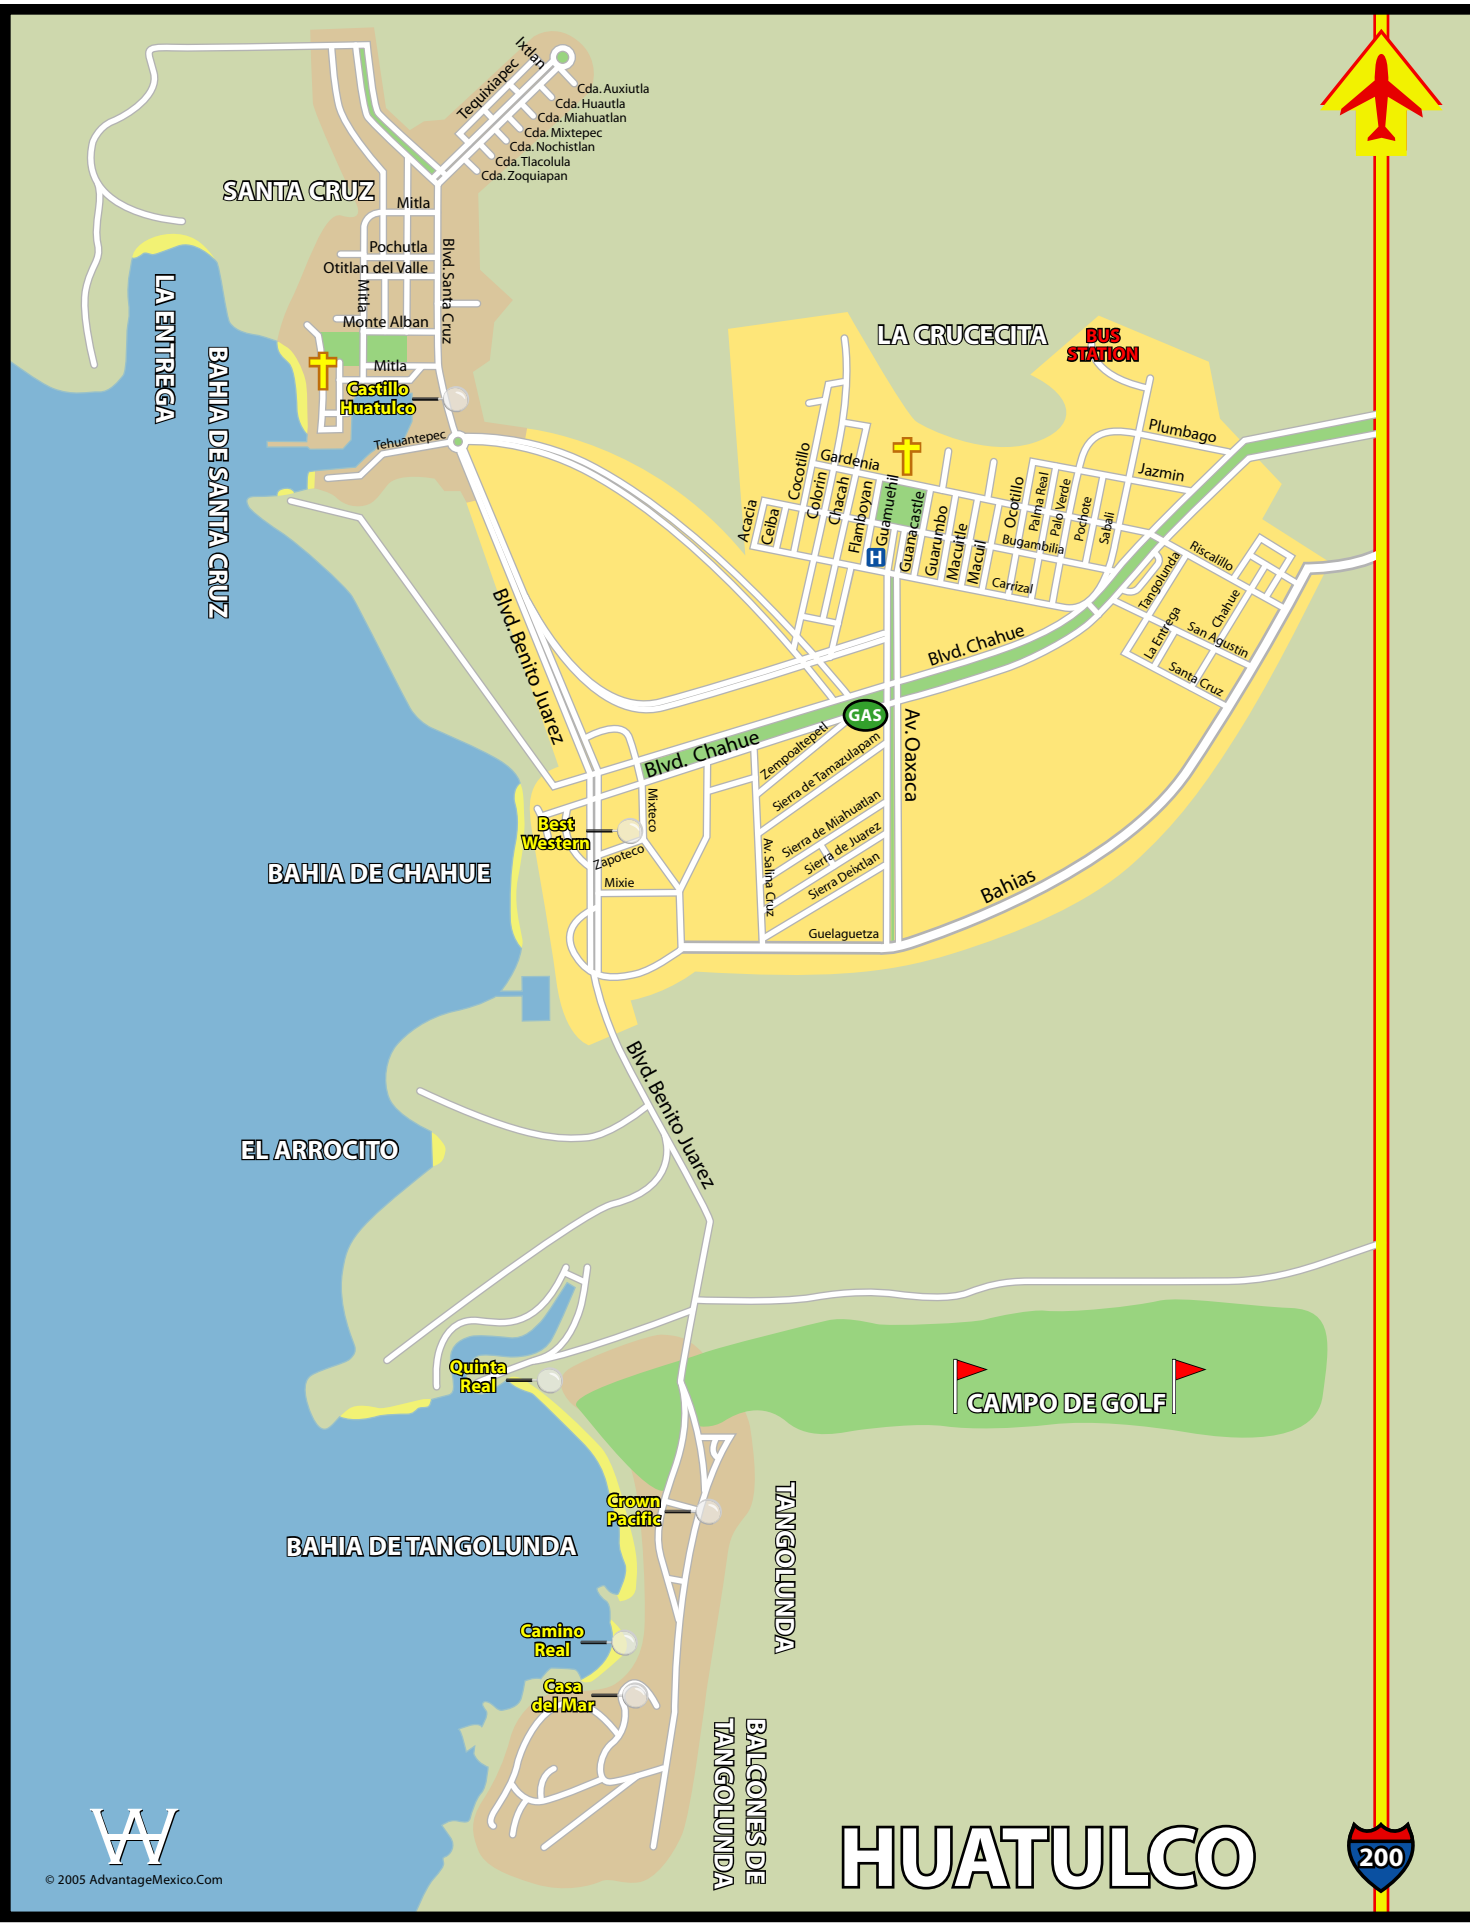 Ixtlan
Tequixiapec
Cda. Auxiutla
Cda. Huautla
Cda. Miahuatlan
Cda. Mixtepec
Cda. Nochistlan
Cda. Tlacolula
Cda. Zoquiapan
SANTA CRUZ
Mitla
Pochutla
Otitlan del Valle
Mitla
Blvd. Santa Cruz
Monte Alban
Mitla
Castillo
Huatulco
Tehuantepec
LA ENTREGA
BAHIA DE SANTA CRUZ
LA CRUCECITA
BUS
STATION
Plumbago
Jazmin
Gardenia
Acacia
Ceiba
Cocotillo
Colorin
Chacah
Flamboyan
Guamuehil
Guanacastle
Guarumbo
Macuitle
Macuil
Ocotillo
Palma Real
Palo Verde
Pochote
Sabali
Bugambilia
Carrizal
H
Riscalillo
Tangolunda
Chahue
La Entrega
San Agustin
Santa Cruz
Blvd. Benito Juarez
Blvd. Chahue
GAS
Blvd. Chahue
Av. Oaxaca
Zempoaltepetl
Sierra de Tamazulapam
Sierra de Miahuatlan
Sierra de Juarez
Sierra Deixtlan
Av. Salina Cruz
Guelaguetza
Bahias
Mixteco
Best
Western
Zapoteco
Mixie
BAHIA DE CHAHUE
Blvd. Benito Juarez
EL ARROCITO
Quinta
Real
CAMPO DE GOLF
Crown
Pacific
TANGOLUNDA
BAHIA DE TANGOLUNDA
Camino
Real
Casa
del Mar
BALCONES DE
TANGOLUNDA
HUATULCO
200
© 2005 AdvantageMexico.Com